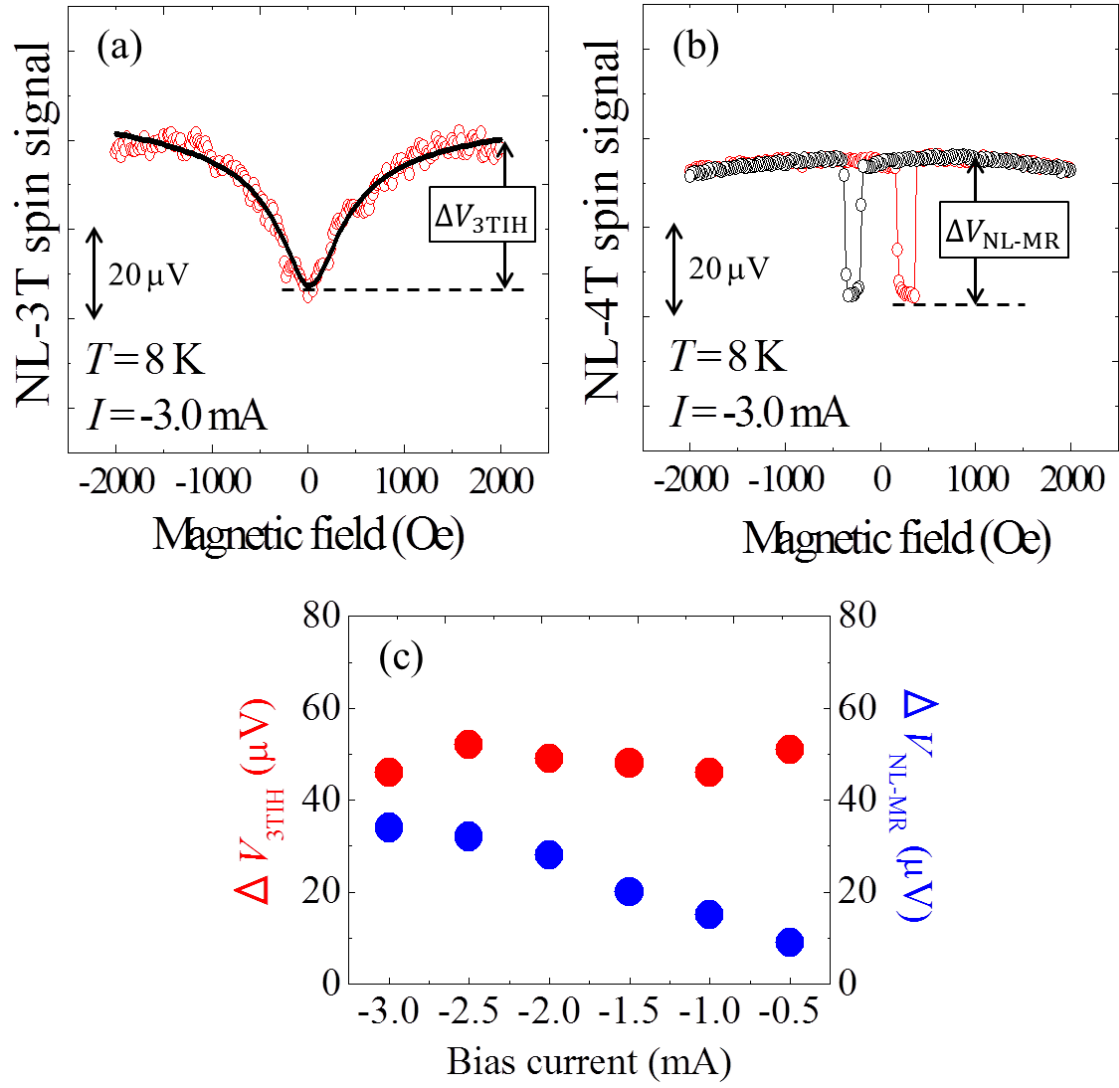 (a)
NL-3T spin signal
ΔV3TIH
20 μV
T = 8 K
I = -3.0 mA
-2000 -1000 0 1000 2000
Magnetic field (Oe)
(b)
NL-4T spin signal
ΔVNL-MR
20 μV
T = 8 K
I = -3.0 mA
-2000 -1000 0 1000 2000
Magnetic field (Oe)
(c)
80
60
40
20
0
Δ V3TIH (μV)
80
60
40
20
0
Δ VNL-MR (μV)
-3.0 -2.5 -2.0 -1.5 -1.0 -0.5
Bias current (mA)